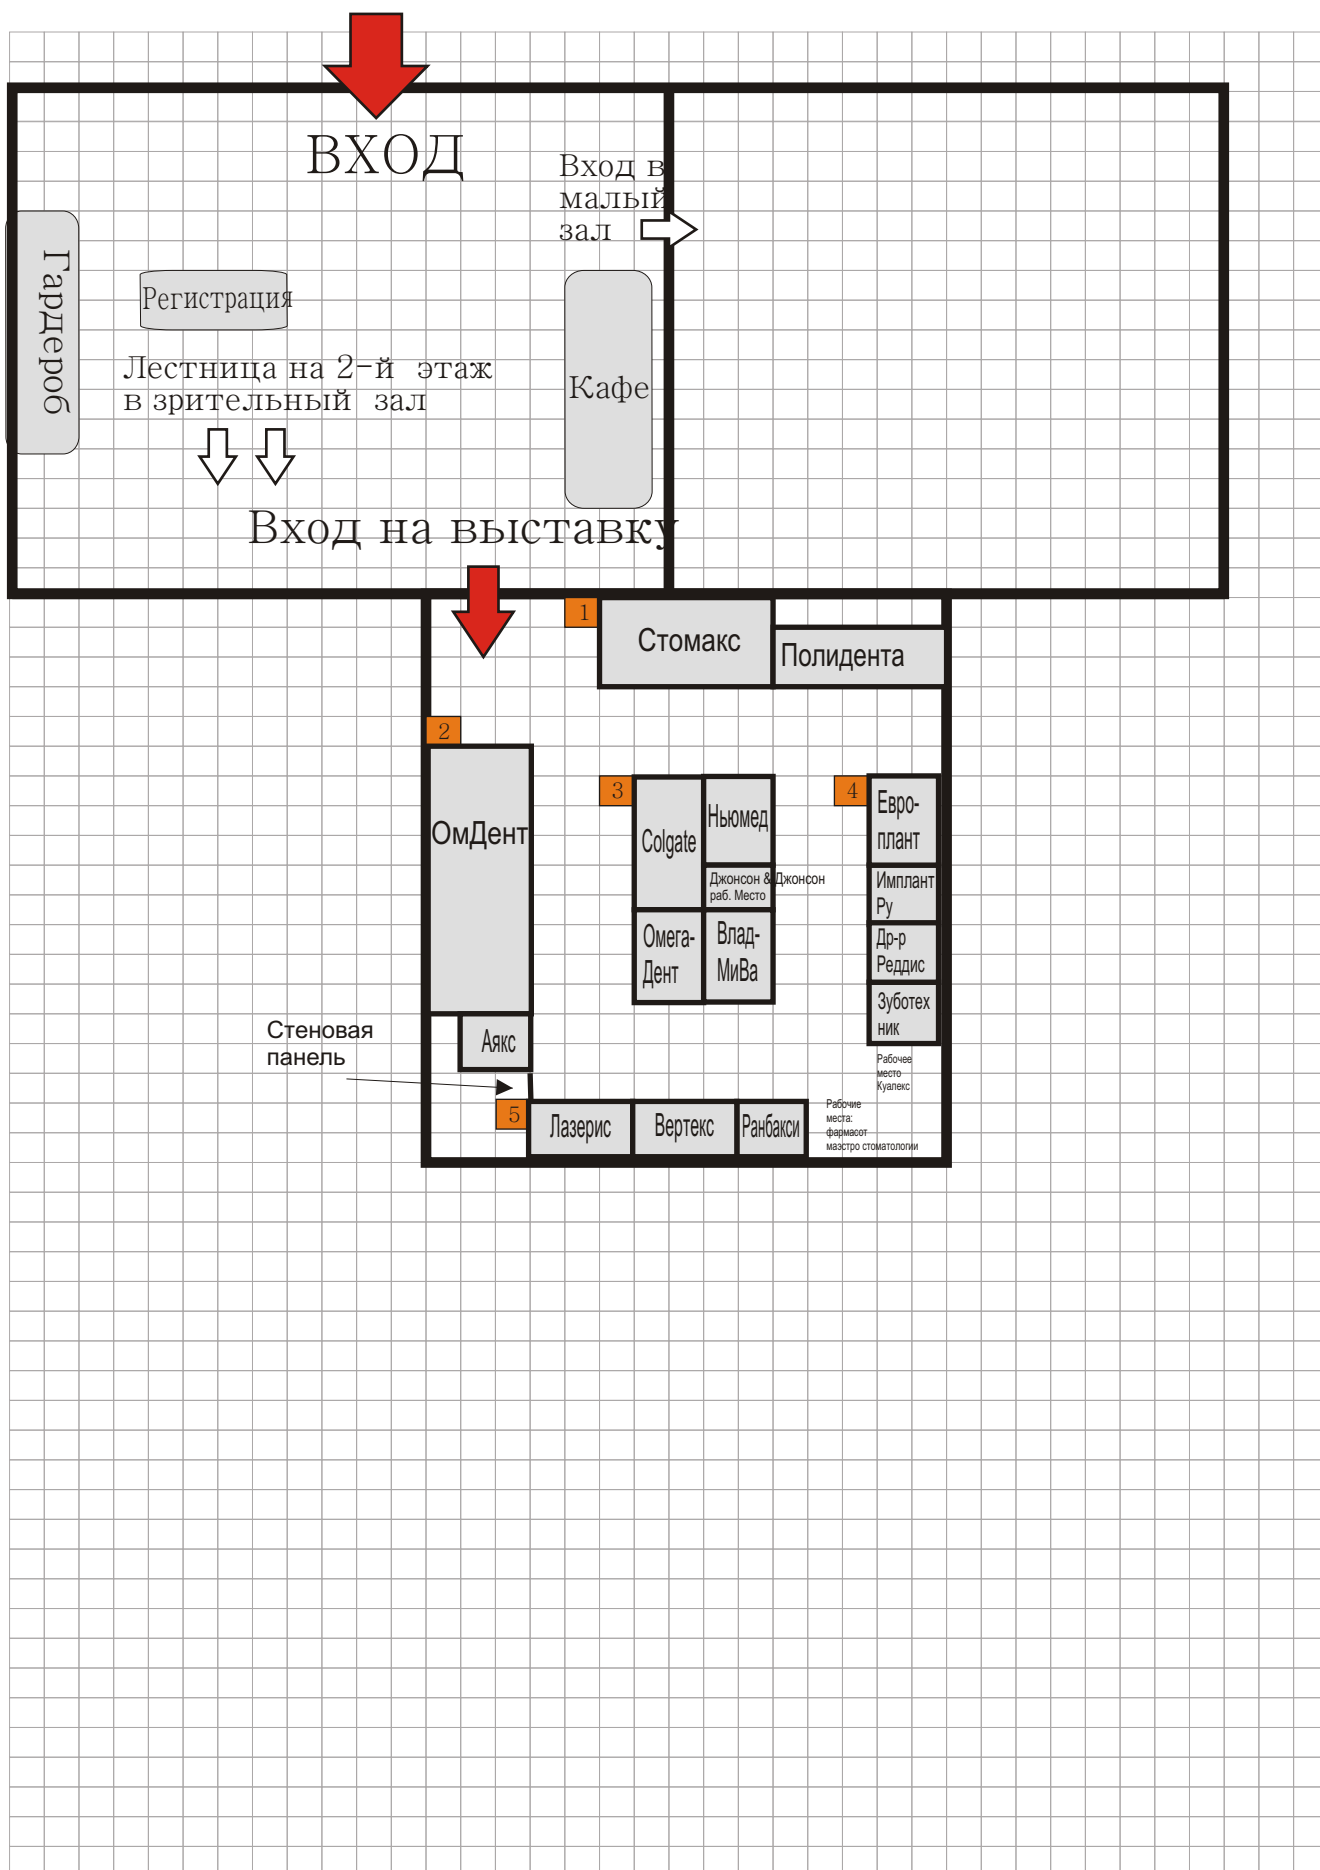 ВХОД
Вход в
малый
зал
Гардероб
Регистрация
Лестница на 2-й этаж
в зрительный зал
Кафе
Вход на выставку
1
Стомакс
Полидента
2
ОмДент
3
Colgate
Ньюмед
Джонсон & Джонсон
раб. Место
Омега-
Дент
Влад-
МиВа
4
Евро-
плант
Имплант
Ру
Др-р
Реддис
Зуботех
ник
Рабочее
место
Куалекс
Аякс
Стеновая
панель
5
Лазерис
Вертекс
Ранбакси
Рабочие
места:
фармасот
маэстро стоматологии